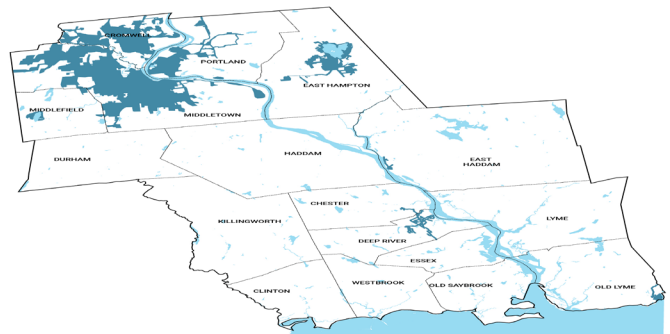 CROMWELL
PORTLAND
EAST HAMPTON
MIDDLEFIELD
MIDDLETOWN
DURHAM
HADDAM
EAST
HADDAM
CHESTER
KILLINGWORTH
LYME
DEEP RIVER
ESSEX
WESTBROOK
OLD SAYBROOK
OLD LYME
CLINTON